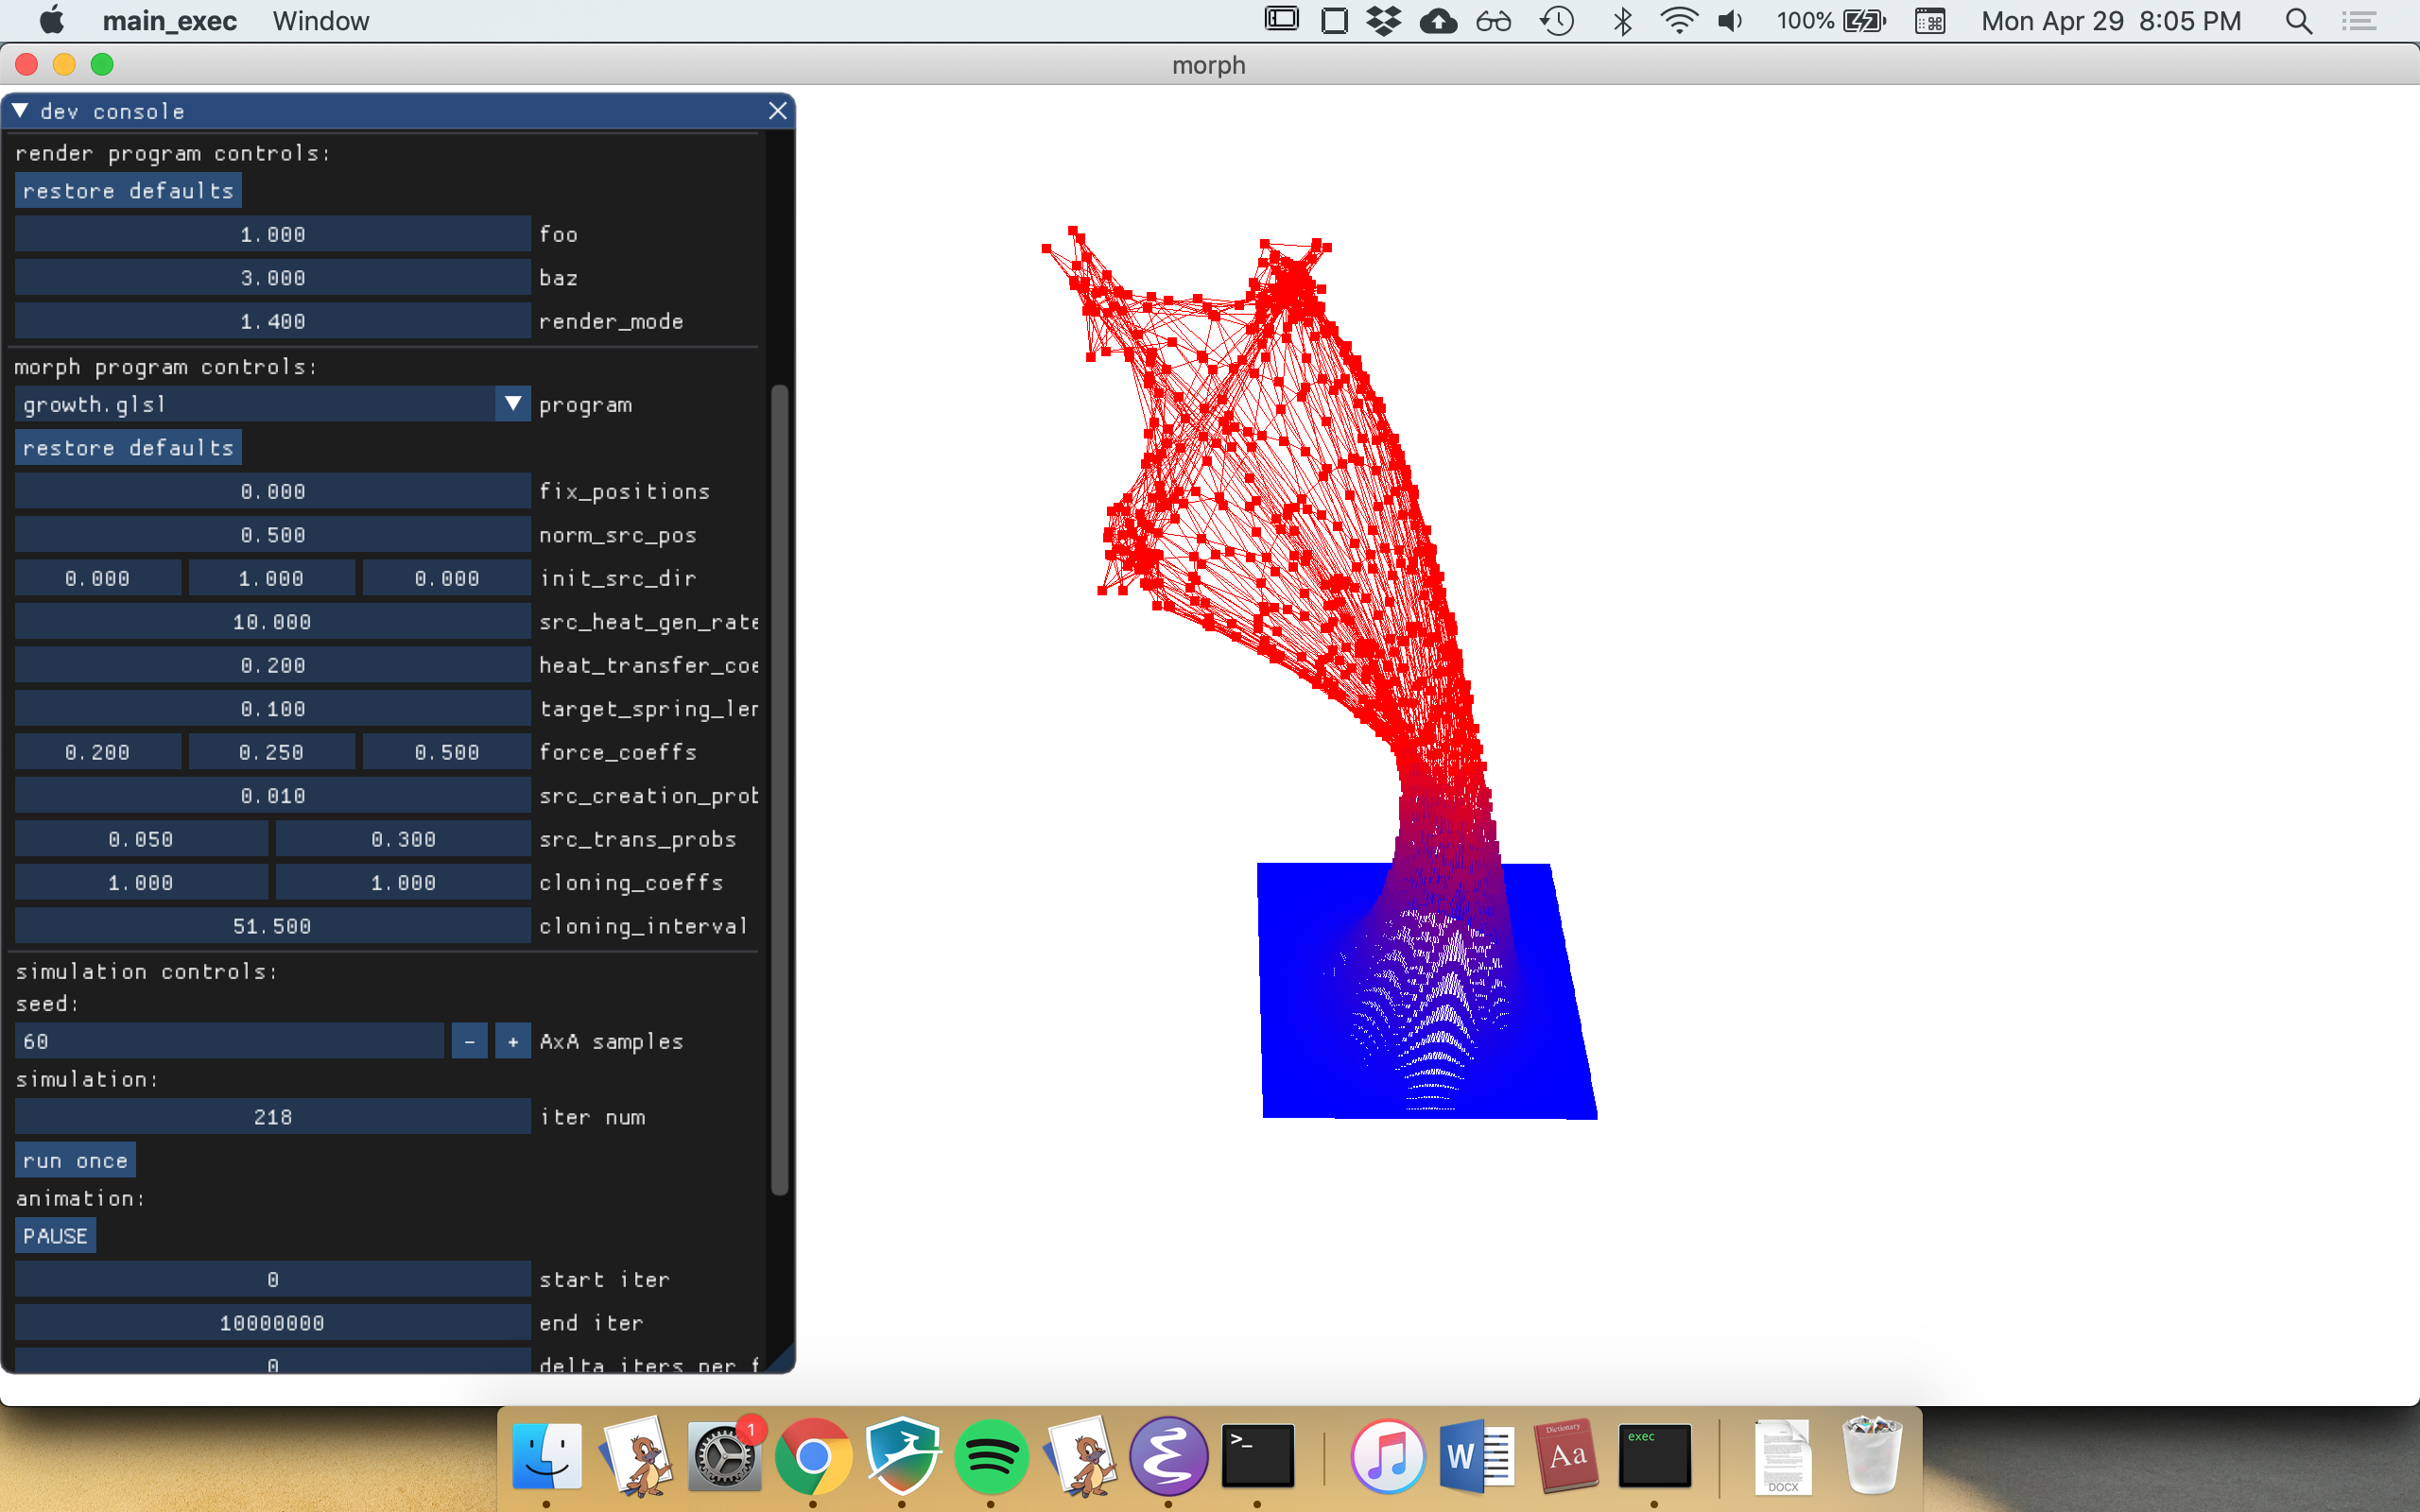 main_exec Window 100% Mon Apr 29 8:05 PM
morph
dev console
render program controls:
restore defaults
1.000 foo
3.000 baz
1.400 render_mode
morph program controls:
growth.glsl program
restore defaults
0.000 fix_positions
0.500 norm_src_pos
0.000 1.000 0.000 init_src_dir
10.000 src_heat_gen_rate
0.200 heat_transfer_coe
0.100 target_spring_len
0.200 0.250 0.500 force_coeffs
0.010 src_creation_prob
0.050 0.300 src_trans_probs
1.000 1.000 cloning_coeffs
51.500 cloning_interval
simulation controls:
seed:
60 - + AxA samples
simulation:
218 iter num
run once
animation:
PAUSE
0 start iter
10000000 end iter
0 delta iters per f
1
>_
W
Dictionary
Aa
exec
DOCX